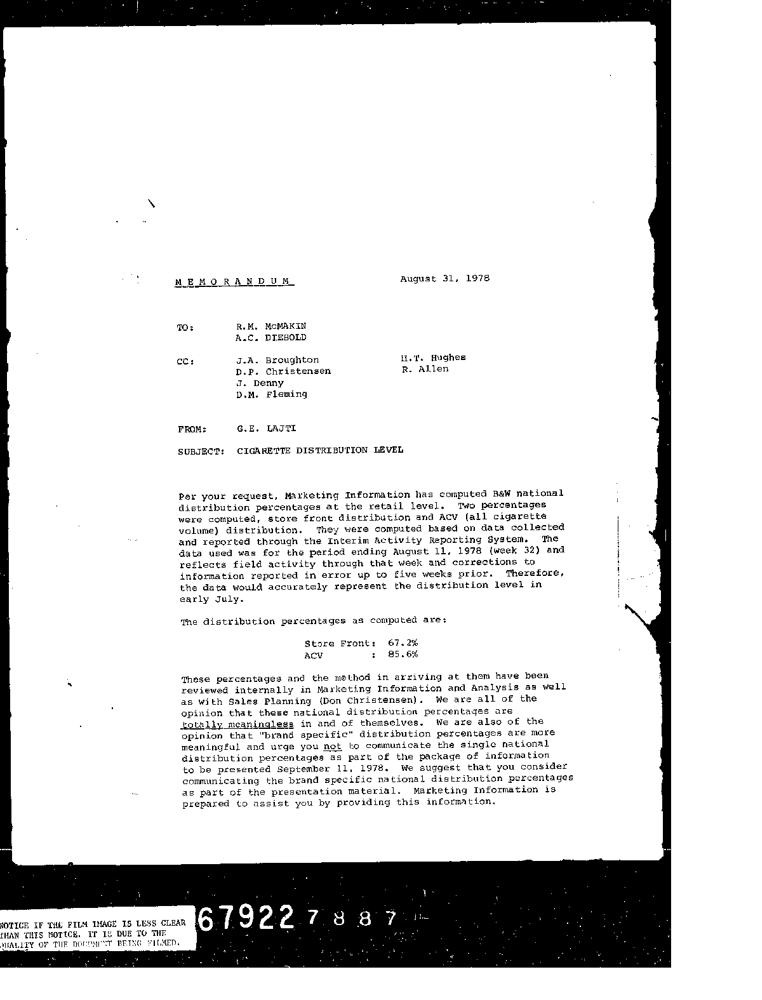 MEMORANDUM August 31, 1978
TO: R.M. McMAKIN
A.C. DIEBOLD
CC: J.A. Broughton H.T. Hughes
D.P. Christensen R. Allen
J. Denny
D.M. Fleming
FROM: G.E. LAJTI
SUBJECT: CIGARETTE DISTRIBUTION LEVEL
Per your request, Marketing Information has computed B&W national
distribution percentages at the retail level. Two percentages
were computed, store front distribution and ACV (all cigarette
volume) distribution. They were computed based on data collected
and reported through the Interim Activity Reporting System. The
data used was for the period ending August 11, 1978 (week 32) and
reflects field activity through that week and corrections to
information reported in error up to five weeks prior. Therefore,
the data would accurately represent the distribution level in
early July.
The distribution percentages as computed are:
Store Front: 67.2%
ACV : 85.6%
These percentages and the method in arriving at them have been
reviewed internally in Marketing Information and Analysis as well
as with Sales Planning (Don Christensen). We are all of the
opinion that these national distribution percentages are
totally meaningless in and of themselves. We are also of the
opinion that "brand specific" distribution percentages are more
meaningful and urge you not to communicate the single national
distribution percentages as part of the package of information
to be presented September 11, 1978. We suggest that you consider
communicating the brand specific national distribution percentages
as part of the presentation material. Marketing Information is
prepared to assist you by providing this information.
NOTICE IF THE FILM IMAGE IS LESS CLEAR
THAN THIS NOTICE. IT IS DUE TO THE
QUALITY OF THE DOCUMENT BEING FILMED.
67922 7887